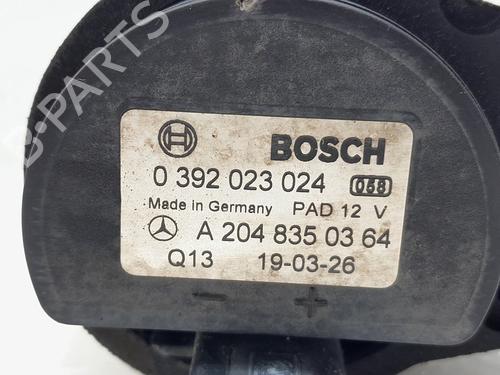 B-PARTS
BOSCH
0 392 023 024 058
Made in Germany PAD 12 V
A 204 835 03 64
Q13 19-03-26
- +